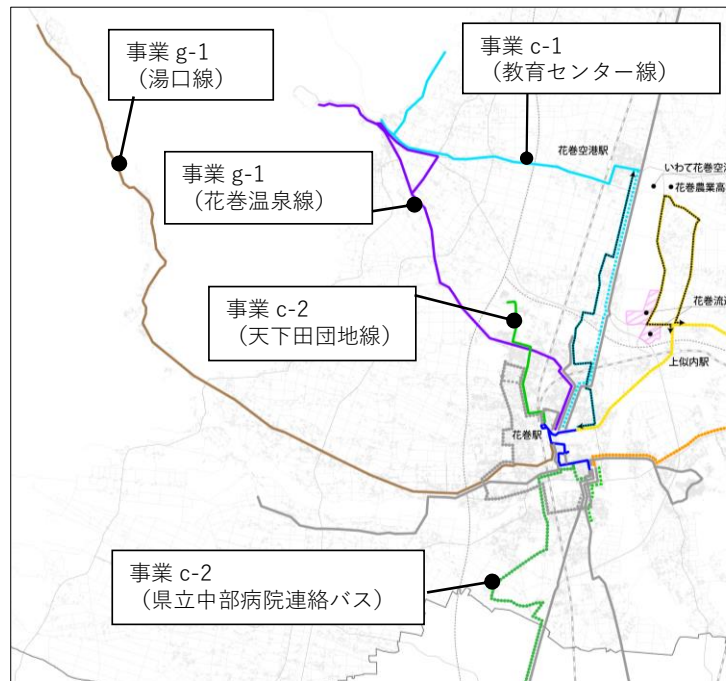 事業 g-1
（湯口線）
事業 c-1
（教育センター線）
花巻空港駅
いわて花巻空
花巻農業高
事業 g-1
（花巻温泉線）
事業 c-2
（天下田団地線）
花巻流
上似内駅
花巻駅
事業 c-2
（県立中部病院連絡バス）